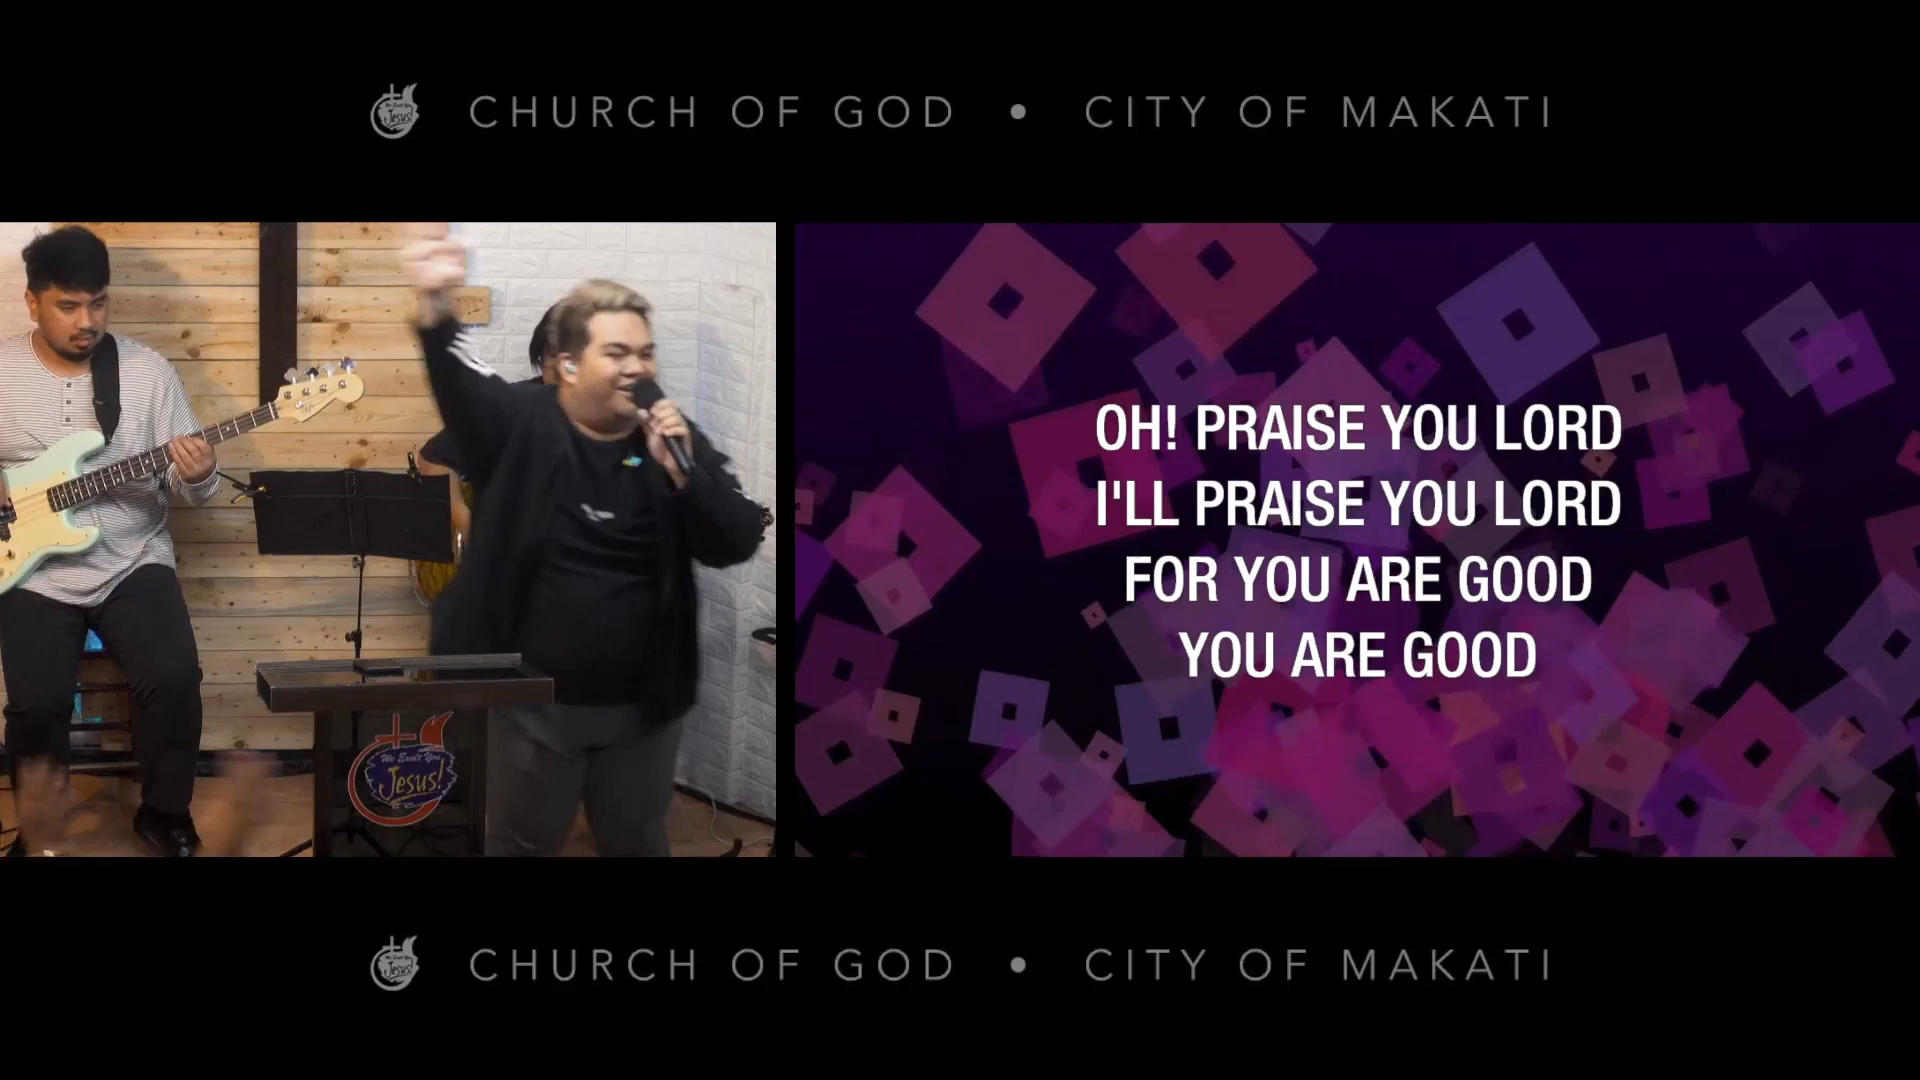 CHURCH OF GOD • CITY OF MAKATI
OH! PRAISE YOU LORD
I'LL PRAISE YOU LORD
FOR YOU ARE GOOD
YOU ARE GOOD
We Exalt You
Jesus!
CHURCH OF GOD • CITY OF MAKATI